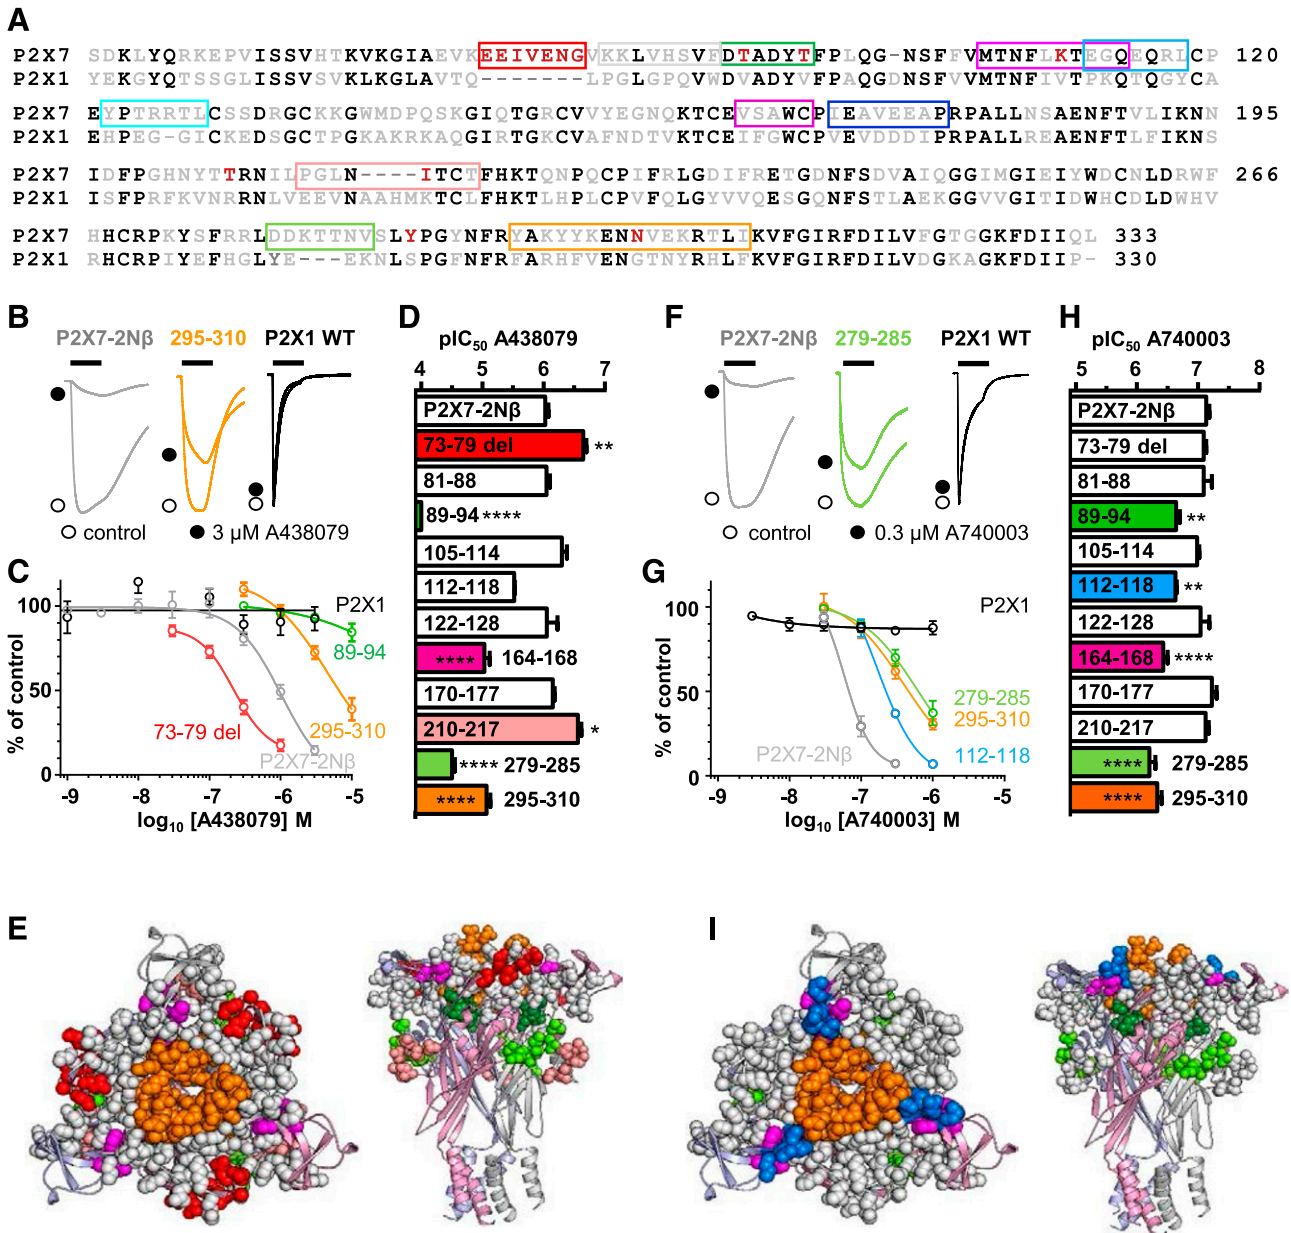 A
P2X7 SDKLYQRKEPVISSVHTKVKGIAEVKEEIVENGVKKLVHSVFDTADYTFPLQG-NSFFVMTNFLKTEGQEQRLCP 120
P2X1 YEKGYQTSSGLISSVSVKLKGLAVTQ-------LPGLGPQVWDVADYVFPAQGDNSFVVMTNFIVTPKQTQGYCA
P2X7 EYPTRRTLCSSDRGCKKGWMDPQSKGIQTGRCVVYEGNQKTCEVSAWCPIEAVEEAPRPALLNSAENFTVLIKNN 195
P2X1 EHPEG-GICKEDSGCTPGKARRKAQGIRTGKCVAFNDTVKTCEIFGWCPVEVDDDIPRPALLREAENFTLFIKNS
P2X7 IDFPGHNYTTRNILPGLN----ITCTFHKTQNPQCPIFRLGDIFRETGDNFSDVAIQGGIMGIEIYWDCNLDRWF 266
P2X1 ISFPRFKVNRRNLVEEVNAAHMKTCLFHKTLHPLCPVFQLGYVVQESGQNFSTLAEKGGVVGITIDWHCDLDWHV
P2X7 HHCRPKYSFRRLDDKTTNVSLYPGYNFRYAKYYKENNVEKRTLIKVFGIRFDILVFGTGGKFDIIQL 333
P2X1 RHCRPIYEFHGLYE---EKNLSPGFNFRFARHFVENGTNYRHLFKVFGIRFDILVDGKAGKFDIIP- 330
B
P2X7-2Nβ 295-310 P2X1 WT
control 3 µM A438079
C
% of control
100
50
0
P2X1
89-94
73-79 del
295-310
P2X7-2Nβ
-9 -8 -7 -6 -5
log₁₀ [A438079] M
D
pIC₅₀ A438079
4 5 6 7
P2X7-2Nβ
73-79 del **
81-88
89-94 ****
105-114
112-118
122-128
**** 164-168
170-177
210-217 *
**** 279-285
**** 295-310
F
P2X7-2Nβ 279-285 P2X1 WT
control 0.3 µM A740003
G
% of control
100
50
0
P2X1
279-285
295-310
P2X7-2Nβ
112-118
-9 -8 -7 -6 -5
log₁₀ [A740003] M
H
pIC₅₀ A740003
5 6 7 8
P2X7-2Nβ
73-79 del
81-88
89-94 **
105-114
112-118 **
122-128
164-168 ****
170-177
210-217
**** 279-285
**** 295-310
E
I